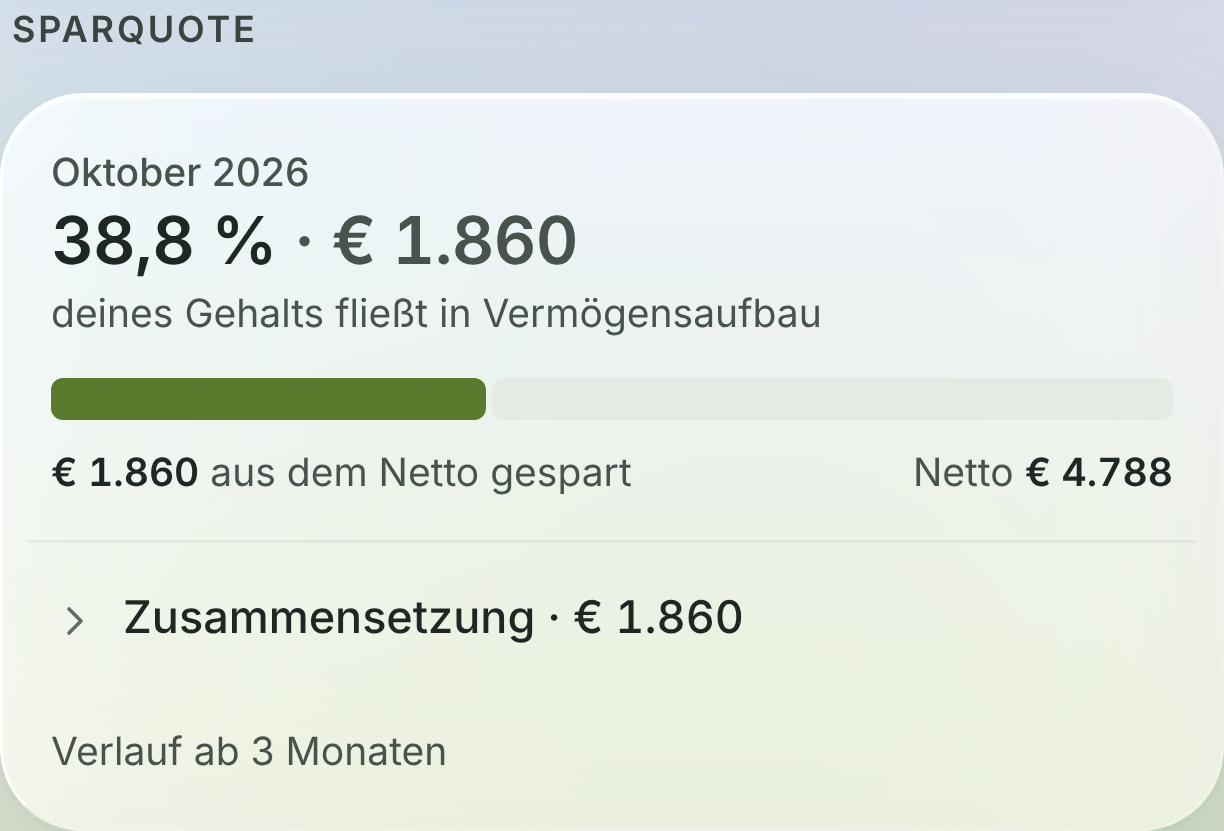 SPARQUOTE
Oktober 2026
38,8 % · € 1.860
deines Gehalts fließt in Vermögensaufbau
€ 1.860 aus dem Netto gespart Netto € 4.788
Zusammensetzung · € 1.860
Verlauf ab 3 Monaten